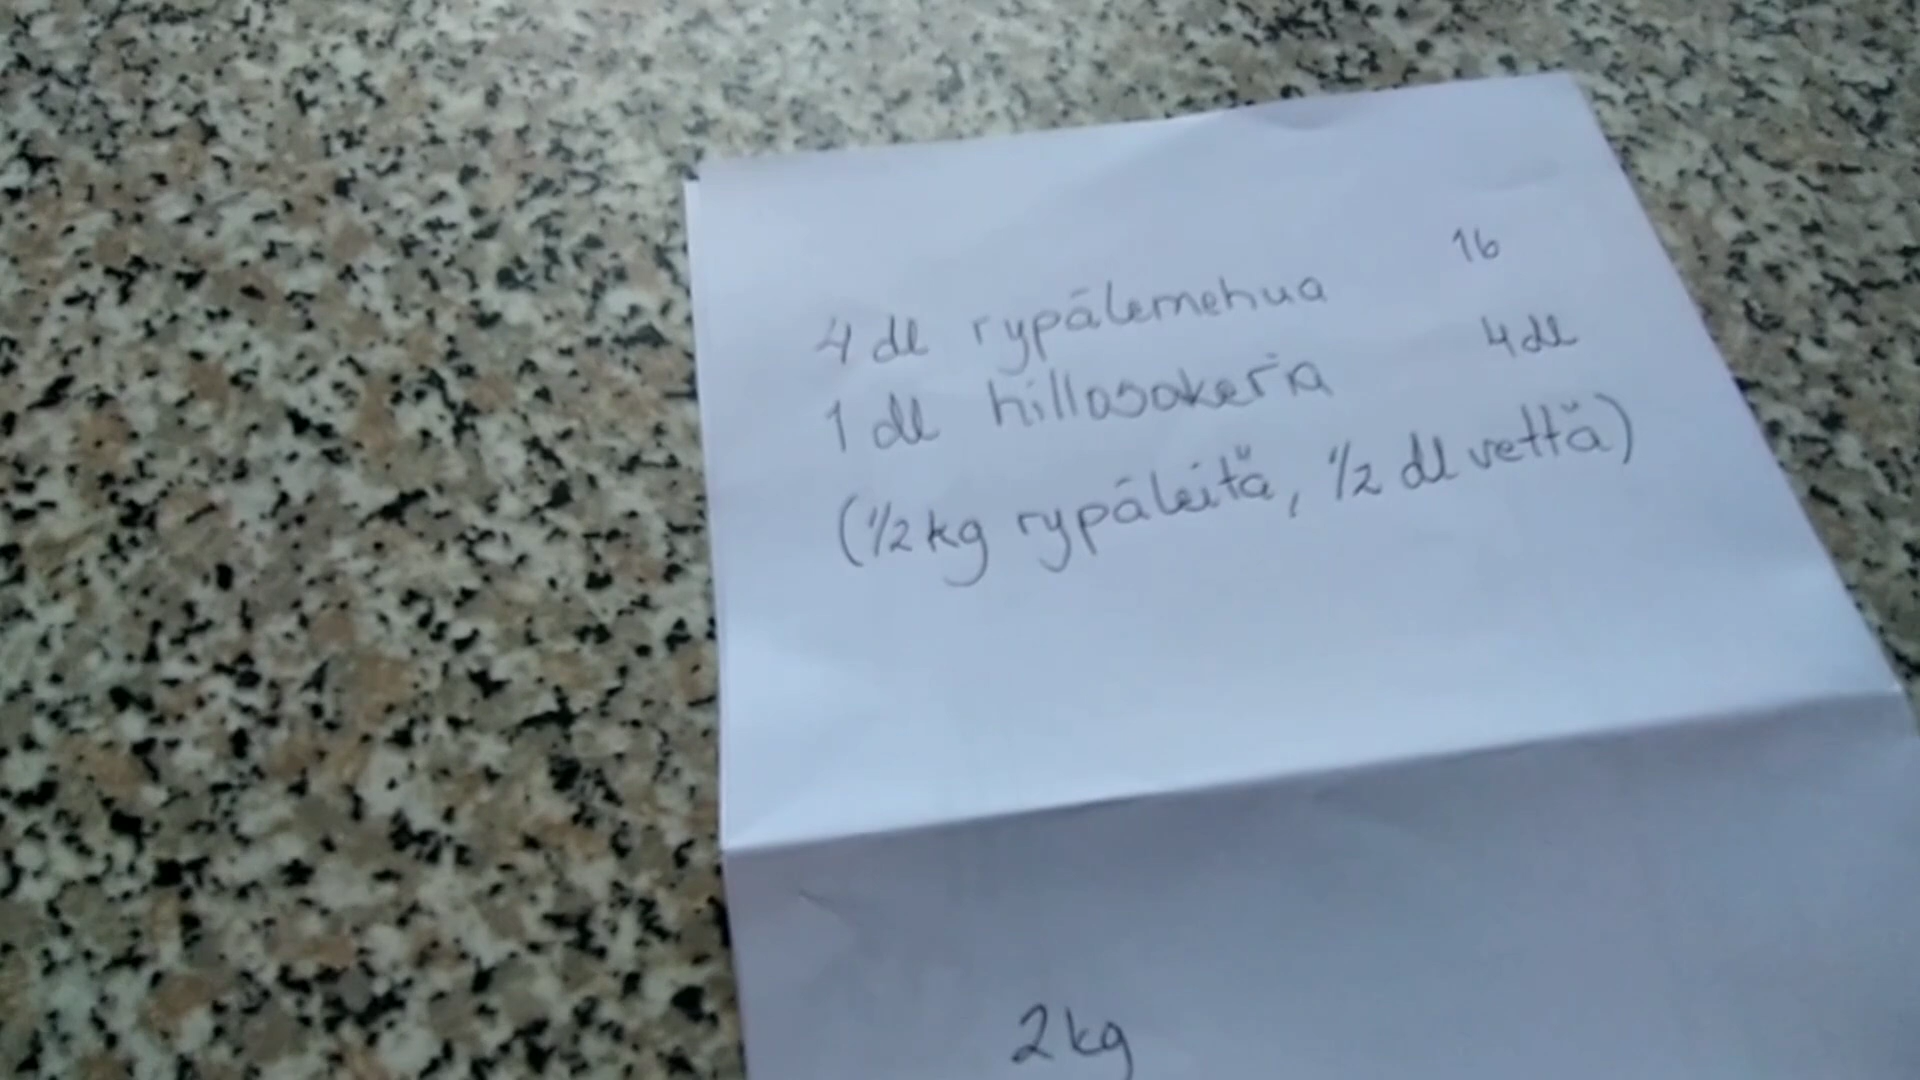 4 dl rypälemehua 16
1 dl hillosokeria 4 dl
(1/2 kg rypäleitä, 1/2 dl vettä)
2 kg